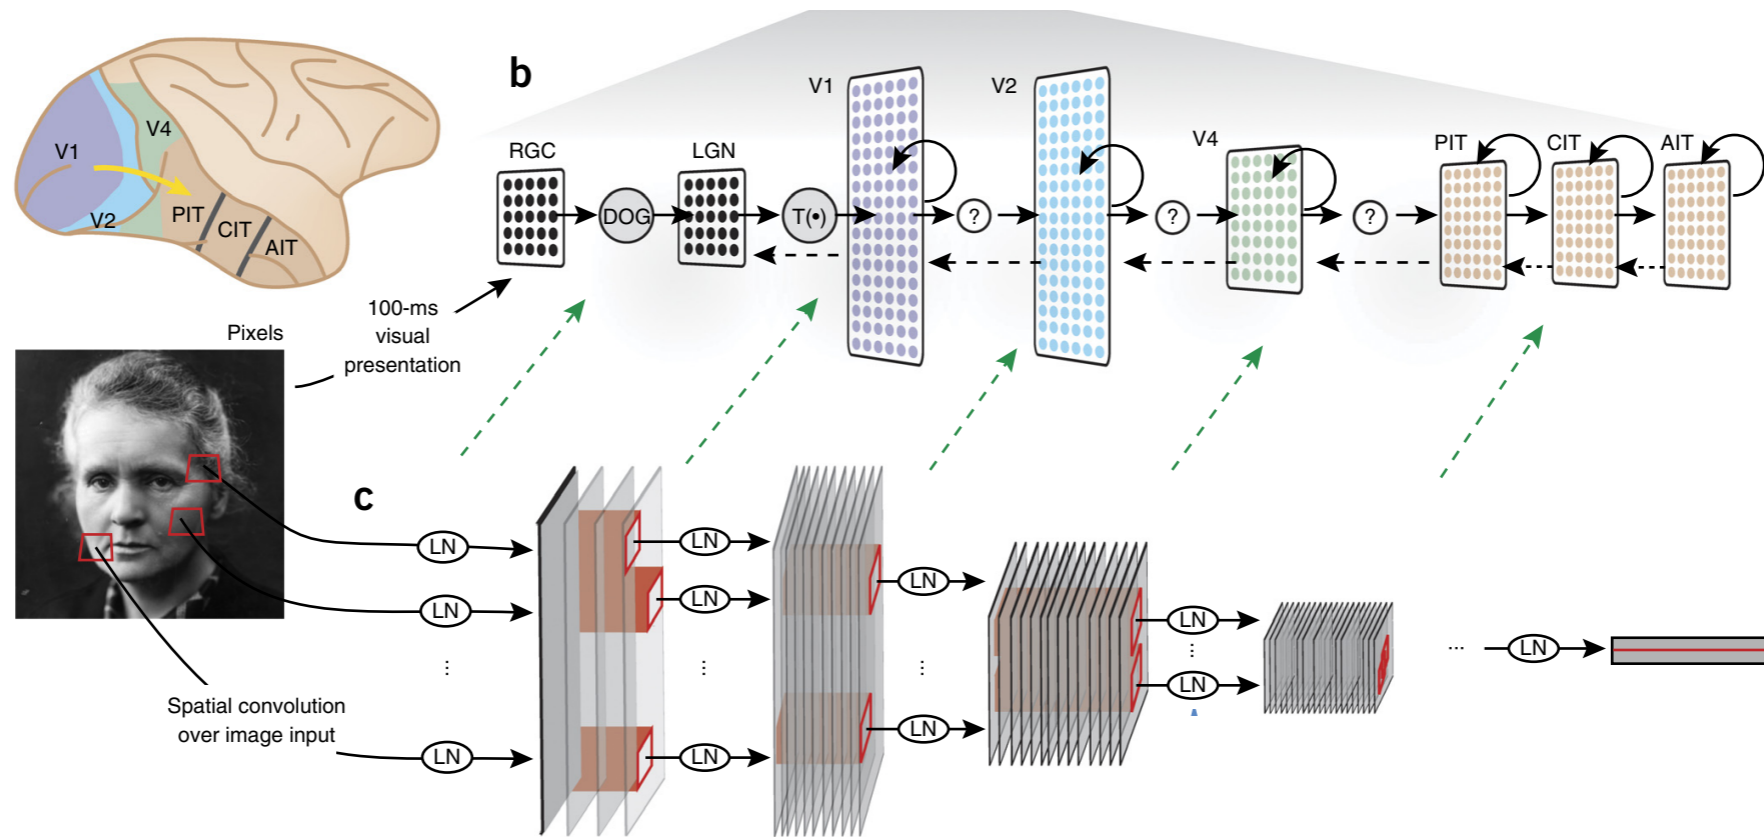 b
V1
V2
V4
PIT
CIT
AIT
RGC
LGN
V1
V2
V4
PIT
CIT
AIT
DOG
T(•)
?
?
?
100-ms
visual
presentation
Pixels
c
LN
LN
LN
LN
LN
LN
LN
LN
LN
LN
...
LN
⋮
⋮
⋮
⋮
Spatial convolution
over image input